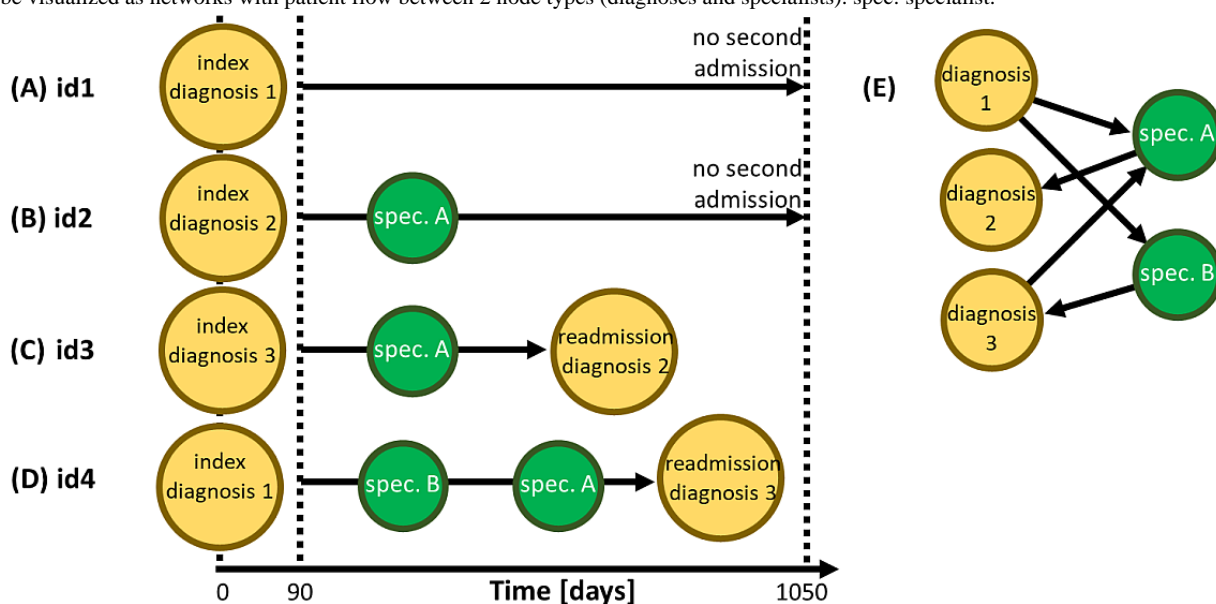 be visualized as networks with patient flow between 2 node types (diagnoses and specialists). spec: specialist.
(A) id1
index
diagnosis 1
no second
admission
(B) id2
index
diagnosis 2
spec. A
no second
admission
(C) id3
index
diagnosis 3
spec. A
readmission
diagnosis 2
(D) id4
index
diagnosis 1
spec. B
spec. A
readmission
diagnosis 3
0
90
Time [days]
1050
(E)
diagnosis
1
spec. A
diagnosis
2
spec. B
diagnosis
3